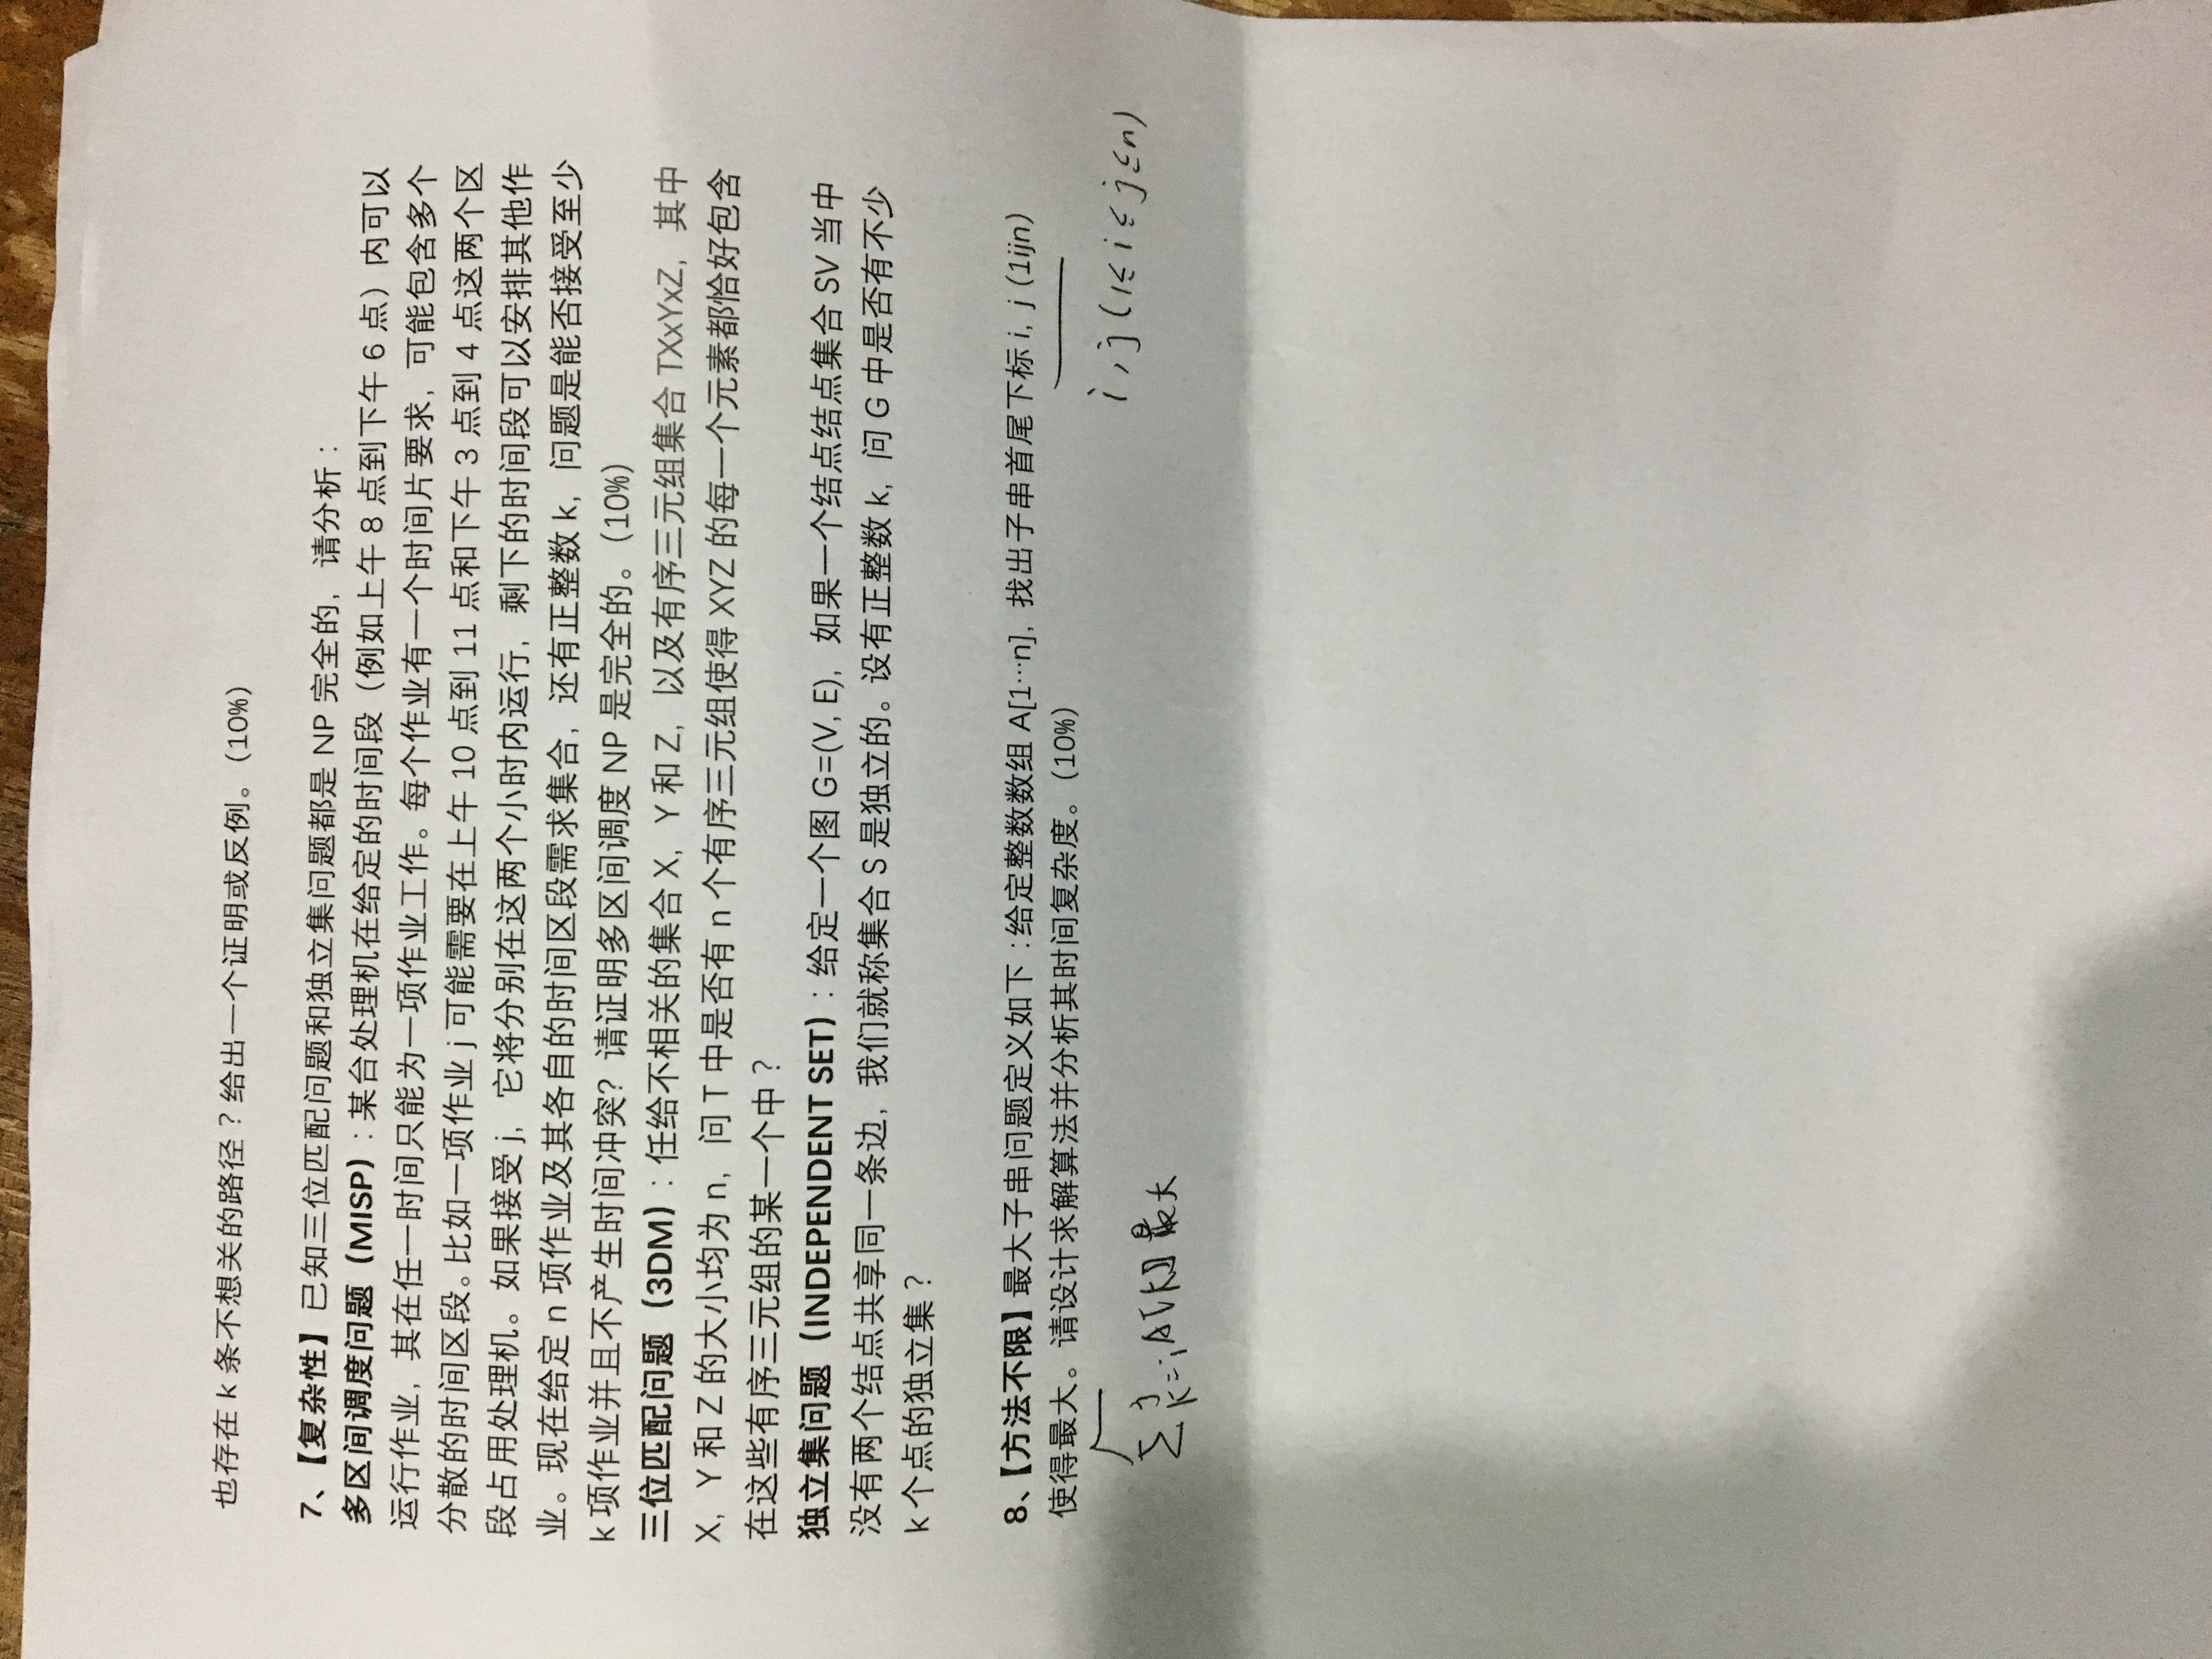 也存在 k 条不想关的路径？给出一个证明或反例。（10%）
7、【复杂性】已知三位匹配问题和独立集问题都是 NP 完全的，请分析：
多区间调度问题（MISP）：某台处理机在给定的时间段（例如上午 8 点到下午 6 点）内可以
运行作业，其在任一时间只能为一项作业工作。每个作业有一个时间片要求，可能包含多个
分散的时间区段。比如一项作业 j 可能需要在上午 10 点到 11 点和下午 3 点到 4 点这两个区
段占用处理机。如果接受 j，它将分别在这两个小时内运行，剩下的时间段可以安排其他作
业。现在给定 n 项作业及其各自的时间区段需求集合，还有正整数 k，问题是能否接受至少
k 项作业并且不产生时间冲突？请证明多区间调度 NP 是完全的。（10%）
三位匹配问题（3DM）：任给不相关的集合 X，Y 和 Z，以及有序三元组集合 TXxYxZ，其中
X，Y 和 Z 的大小均为 n，问 T 中是否有 n 个有序三元组使得 XYZ 的每一个元素都恰好包含
在这些有序三元组的某一个中？
独立集问题（INDEPENDENT SET）：给定一个图 G=(V, E)，如果一个结点结点集合 SV 当中
没有两个结点共享同一条边，我们就称集合 S 是独立的。设有正整数 k，问 G 中是否有不少
k 个点的独立集？
8、【方法不限】最大子串问题定义如下：给定整数数组 A[1…n]，找出子串首尾下标 i, j (1ijn)
使得最大。请设计求解算法并分析其时间复杂度。（10%）
i , j (1≤ i ≤ j ≤ n)
∑ j k=i A[k] 最大